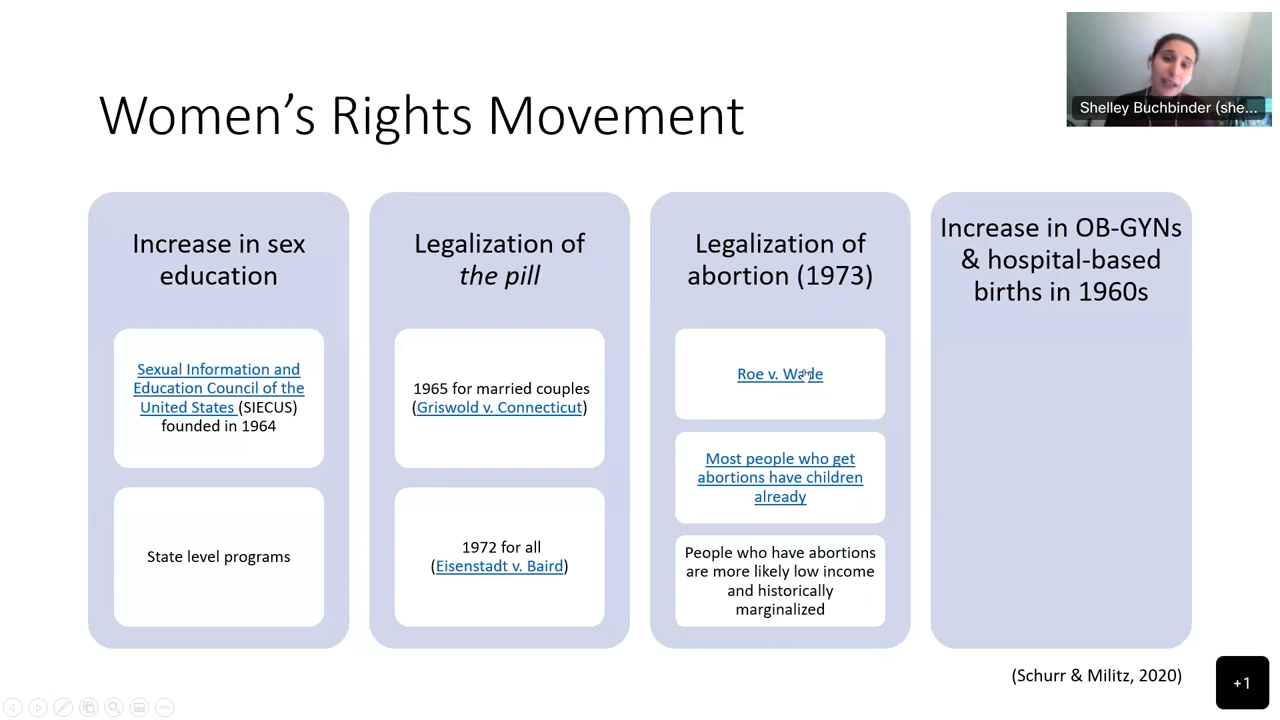 Shelley Buchbinder (she...
Women's Rights Movement
Increase in sex
education
Sexual Information and
Education Council of the
United States (SIECUS)
founded in 1964
State level programs
Legalization of
the pill
1965 for married couples
(Griswold v. Connecticut)
1972 for all
(Eisenstadt v. Baird)
Legalization of
abortion (1973)
Roe v. Wade
Most people who get
abortions have children
already
People who have abortions
are more likely low income
and historically
marginalized
Increase in OB-GYNs
& hospital-based
births in 1960s
(Schurr & Militz, 2020)
+1